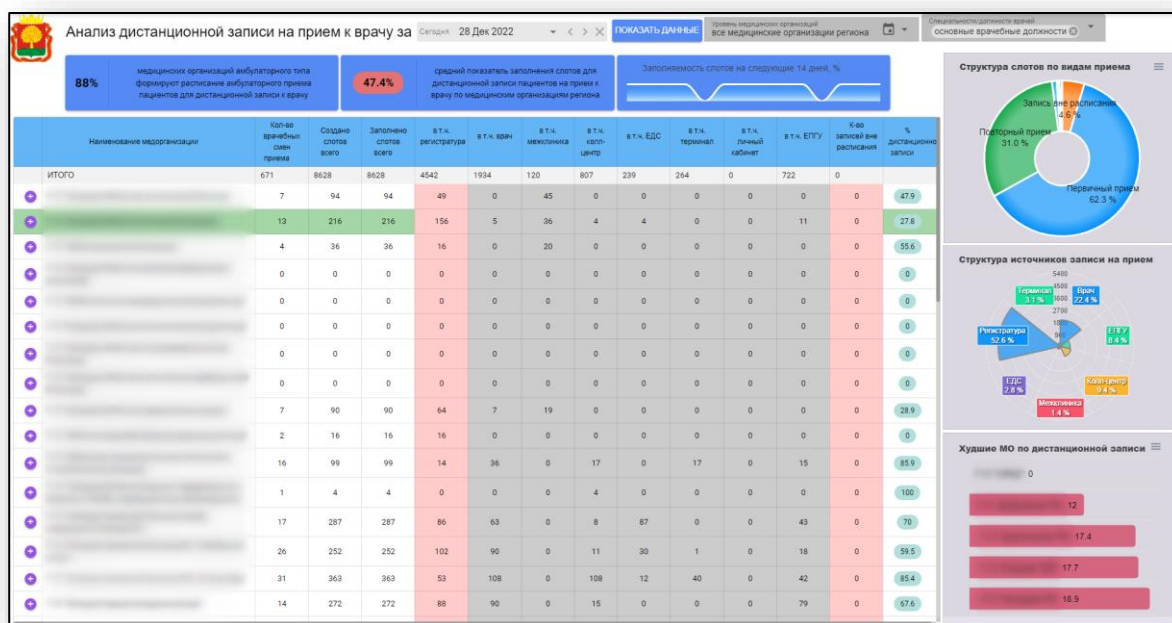 Анализ дистанционной записи на прием к врачу за
Сегодня 28 Дек 2022
ПОКАЗАТЬ ДАННЫЕ
Уровень медицинских организаций
все медицинские организации региона
Специальности/должности врачей
основные врачебные должности
88%
медицинских организаций амбулаторного типа
формируют расписание амбулаторного приема
пациентов для дистанционной записи к врачу
47.4%
средний показатель заполнения слотов для
дистанционной записи пациентов на прием к
врачу по медицинским организациям региона
Заполняемость слотов на следующие 14 дней, %
Наименование медорганизации
Кол-во
врачебных
смен
приема
Создано
слотов
всего
Заполнено
слотов
всего
в т.ч.
регистратура
в т.ч. врач
в т.ч.
межклиника
в т.ч.
колл-
центр
в т.ч. ЕДС
в т.ч.
терминал
в т.ч.
личный
кабинет
в т.ч. ЕПГУ
К-во
записей вне
расписания
%
дистанционно
записи
ИТОГО 671 8628 8628 4542 1934 120 807 239 264 0 722 0
7 94 94 49 0 45 0 0 0 0 0 0 47.9
13 216 216 156 5 36 4 4 0 0 11 0 27.8
4 36 36 16 0 20 0 0 0 0 0 0 55.6
0 0 0 0 0 0 0 0 0 0 0 0 0
0 0 0 0 0 0 0 0 0 0 0 0 0
0 0 0 0 0 0 0 0 0 0 0 0 0
0 0 0 0 0 0 0 0 0 0 0 0 0
0 0 0 0 0 0 0 0 0 0 0 0 0
7 90 90 64 7 19 0 0 0 0 0 0 28.9
2 16 16 16 0 0 0 0 0 0 0 0 0
16 99 99 14 36 0 17 0 17 0 15 0 85.9
1 4 4 0 0 0 4 0 0 0 0 0 100
17 287 287 86 63 0 8 87 0 0 43 0 70
26 252 252 102 90 0 11 30 1 0 18 0 59.5
31 363 363 53 108 0 108 12 40 0 42 0 85.4
14 272 272 88 90 0 15 0 0 0 79 0 67.6
Структура слотов по видам приема
Запись вне расписания
4.6 %
Повторный прием
31.0 %
Первичный прием
62.3 %
Структура источников записи на прием
5400
4500
3600
2700
1800
900
Терминал
3.1 %
Врач
22.4 %
Регистратура
52.6 %
ЕПГУ
8.4 %
ЕДС
2.8 %
Колл-центр
9.4 %
Межклиника
1.4 %
Худшие МО по дистанционной записи
0
12
17.4
17.7
18.9